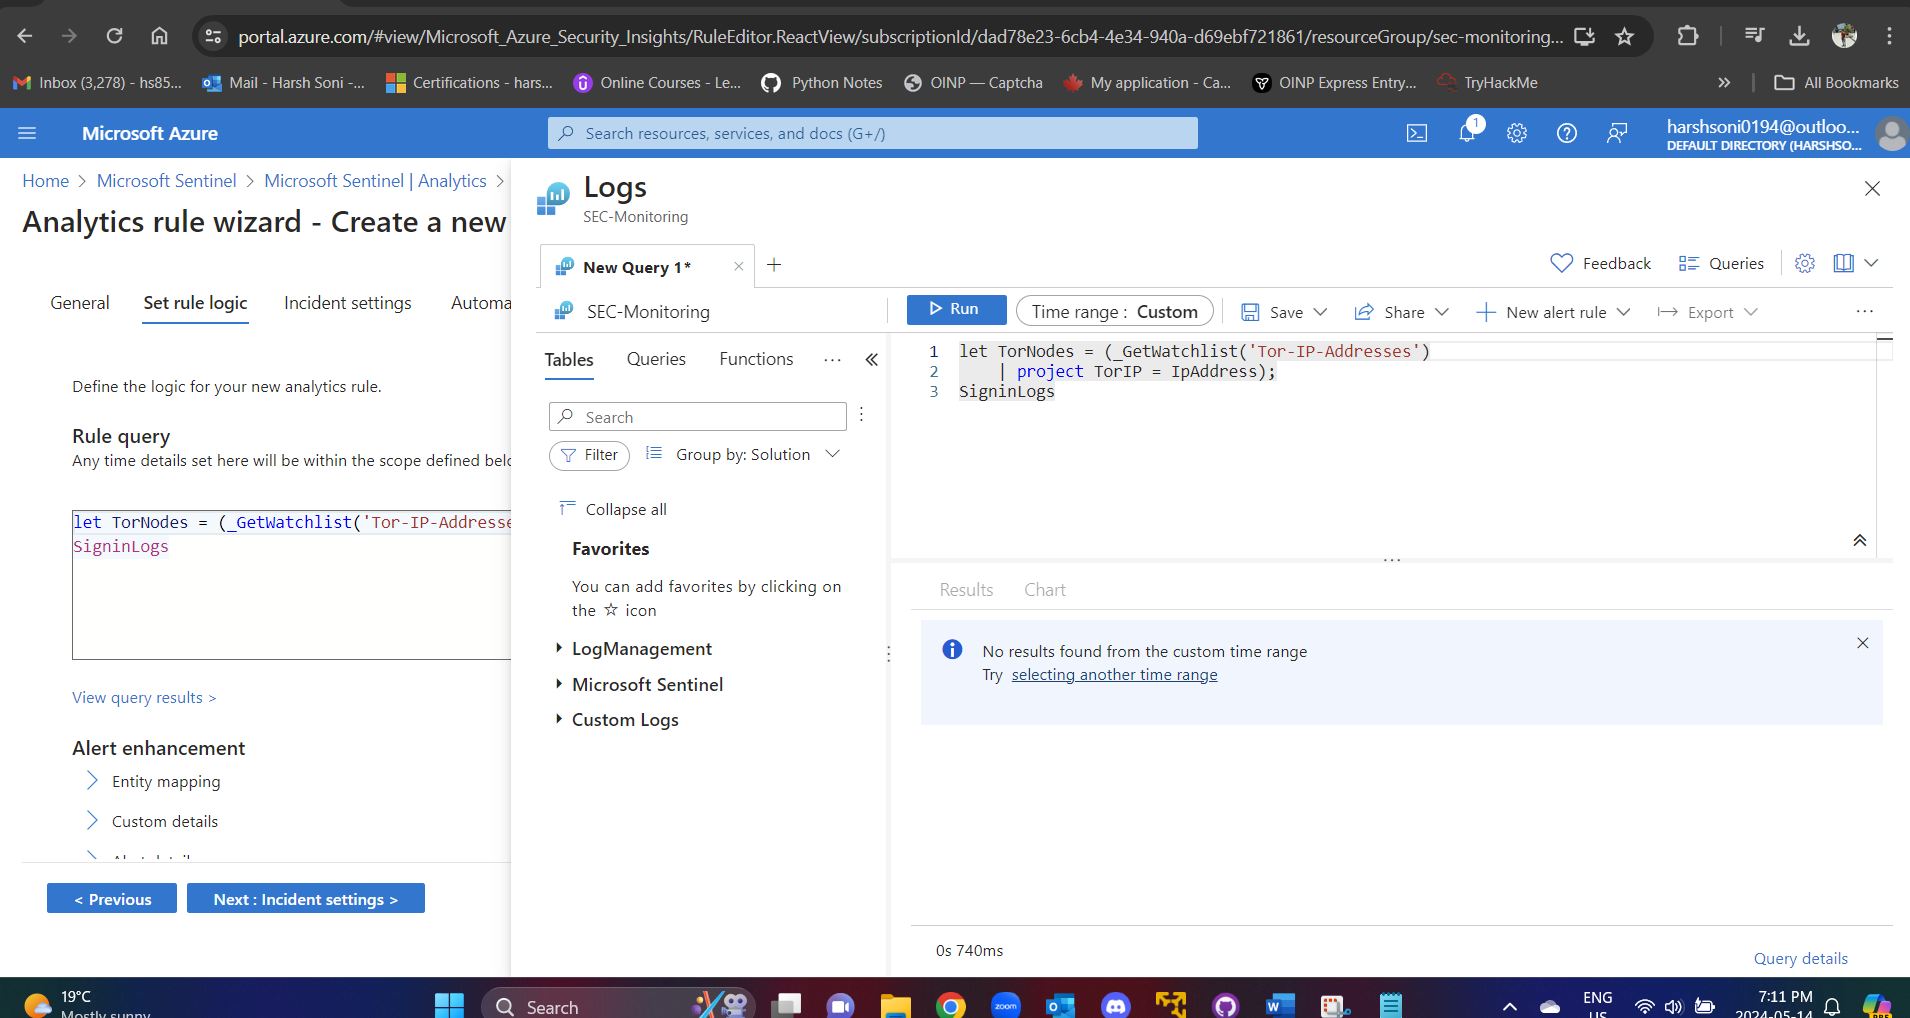 portal.azure.com/#view/Microsoft_Azure_Security_Insights/RuleEditor.ReactView/subscriptionId/dad78e23-6cb4-4e34-940a-d69ebf721861/resourceGroup/sec-monitoring...
Inbox (3,278) - hs85... Mail - Harsh Soni -... Certifications - hars... Online Courses - Le... Python Notes OINP — Captcha My application - Ca... OINP Express Entry... TryHackMe » All Bookmarks
Microsoft Azure
Search resources, services, and docs (G+/)
1
harshsoni0194@outloo...
DEFAULT DIRECTORY (HARSHSO...
Home > Microsoft Sentinel > Microsoft Sentinel | Analytics >
Analytics rule wizard - Create a new
General Set rule logic Incident settings Automa
Define the logic for your new analytics rule.
Rule query
Any time details set here will be within the scope defined belo
let TorNodes = (_GetWatchlist('Tor-IP-Addresse
SigninLogs
View query results >
Alert enhancement
Entity mapping
Custom details
< Previous
Next : Incident settings >
Logs
SEC-Monitoring
New Query 1*
Feedback
Queries
SEC-Monitoring
Run
Time range : Custom
Save
Share
New alert rule
Export
Tables Queries Functions ...
Search
Filter
Group by: Solution
Collapse all
Favorites
You can add favorites by clicking on
the ☆ icon
LogManagement
Microsoft Sentinel
Custom Logs
1 let TorNodes = (_GetWatchlist('Tor-IP-Addresses')
2 | project TorIP = IpAddress);
3 SigninLogs
Results Chart
No results found from the custom time range
Try selecting another time range
0s 740ms
Query details
19°C
Mostly sunny
Search
zoom
ENG
US
7:11 PM
2024-05-14